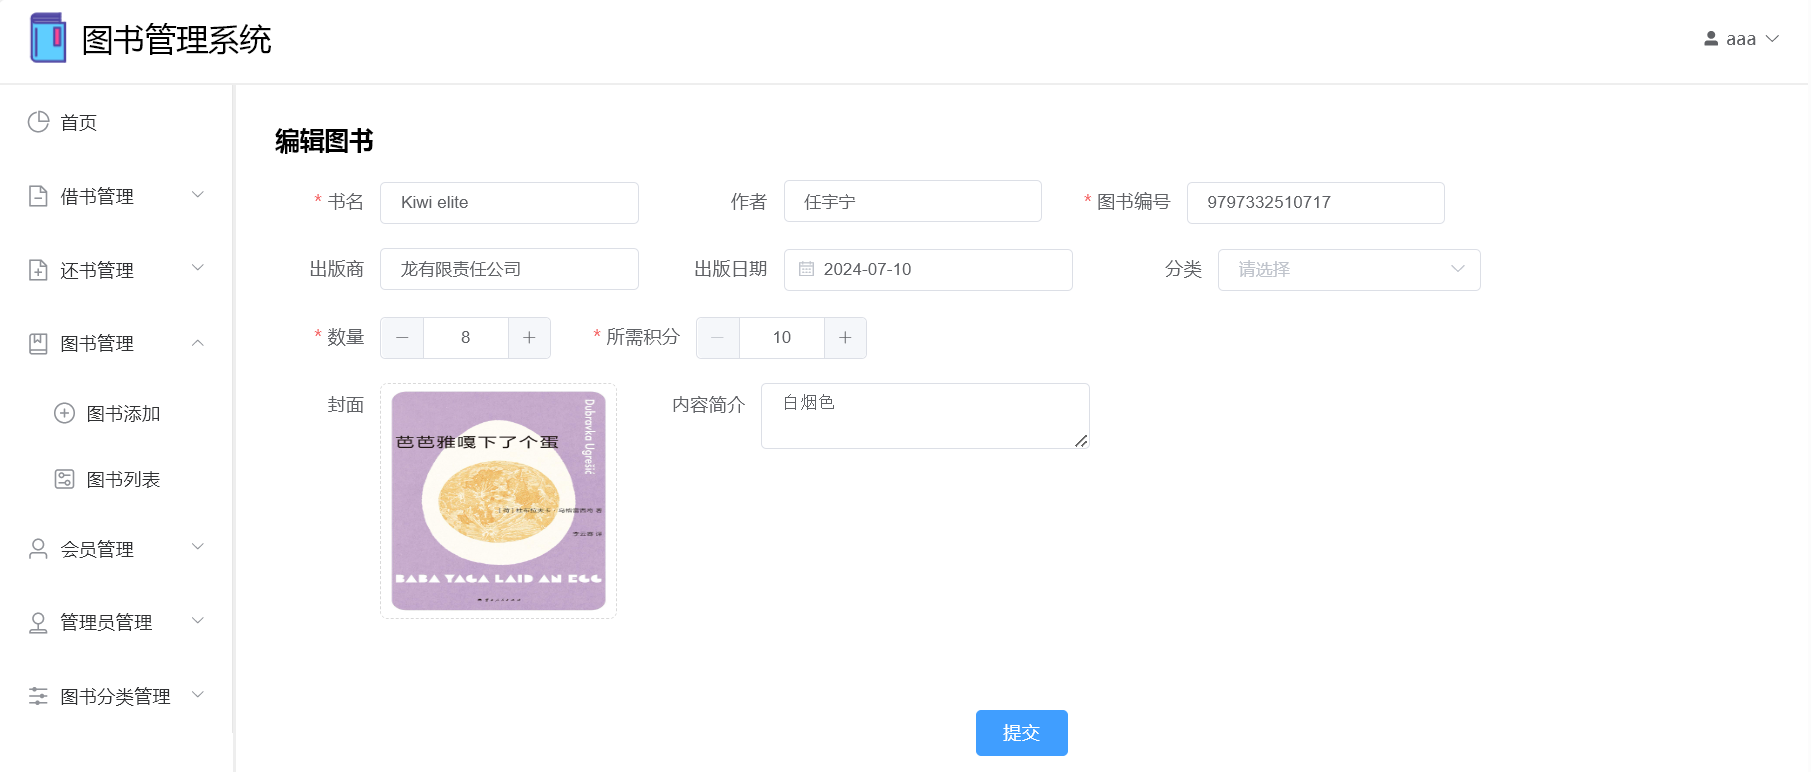 图书管理系统
aaa
首页
借书管理
还书管理
图书管理
图书添加
图书列表
会员管理
管理员管理
图书分类管理
编辑图书
* 书名 Kiwi elite 作者 任宇宁 * 图书编号 9797332510717
出版商 龙有限责任公司 出版日期 2024-07-10 分类 请选择
* 数量 8 * 所需积分 10
封面 内容简介 白烟色
Dubravka Ugrešić
芭芭雅嘎下了个蛋
BABA YAGA LAID AN EGG
提交